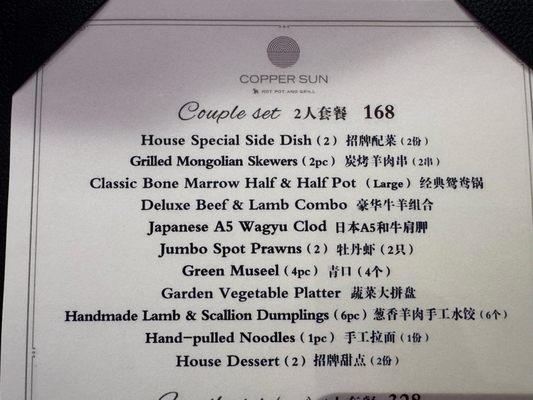 COPPER SUN
HOT POT AND GRILL
Couple set 2人套餐 168
House Special Side Dish (2) 招牌配菜 (2份)
Grilled Mongolian Skewers (2pc) 炭烤羊肉串 (2串)
Classic Bone Marrow Half & Half Pot (Large) 经典鸳鸯锅
Deluxe Beef & Lamb Combo 豪华牛羊组合
Japanese A5 Wagyu Clod 日本A5和牛肩胛
Jumbo Spot Prawns (2) 牡丹虾 (2只)
Green Museel (4pc) 青口 (4个)
Garden Vegetable Platter 蔬菜大拼盘
Handmade Lamb & Scallion Dumplings (6pc) 葱香羊肉手工水饺 (6个)
Hand-pulled Noodles (1pc) 手工拉面 (1份)
House Dessert (2) 招牌甜点 (2份)